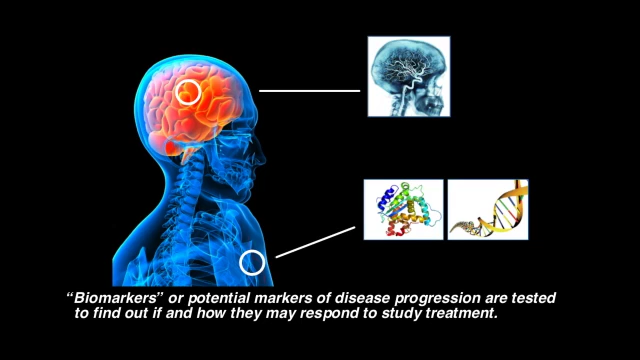 “Biomarkers” or potential markers of disease progression are tested
to find out if and how they may respond to study treatment.